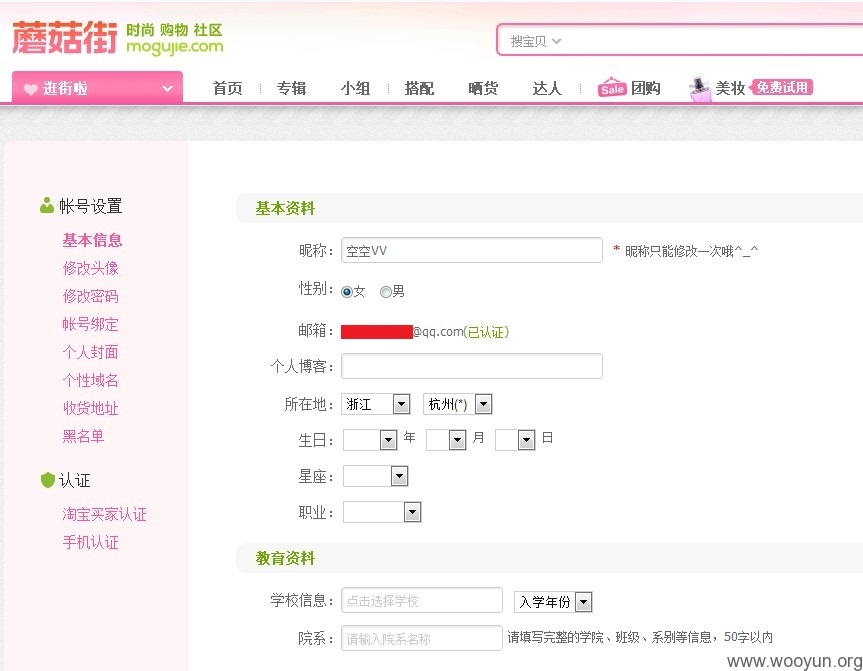 蘑菇街 时尚 购物 社区
mogujie.com
搜宝贝
逛街啦 首页 专辑 小组 搭配 晒货 达人 Sale 团购 美妆 免费试用
帐号设置
基本信息
修改头像
修改密码
帐号绑定
个人封面
个性域名
收货地址
黑名单
认证
淘宝买家认证
手机认证
基本资料
昵称： 空空VV * 昵称只能修改一次哦^_^
性别： 女 男
邮箱： @qq.com(已认证)
个人博客：
所在地： 浙江 杭州(*)
生日： 年 月 日
星座：
职业：
教育资料
学校信息： 点击选择学校 入学年份
院系： 请输入院系名称 请填写完整的学院、班级、系别等信息，50字以内
www.wooyun.org